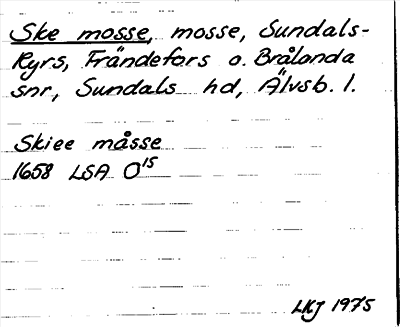 Ske mosse, mosse, Sundals-
Ryrs, Frändefors o. Brålanda
snr, Sundals hd, Älvsb. l.
Skiee måsse
1658 LSA O¹⁵
LKJ 1975